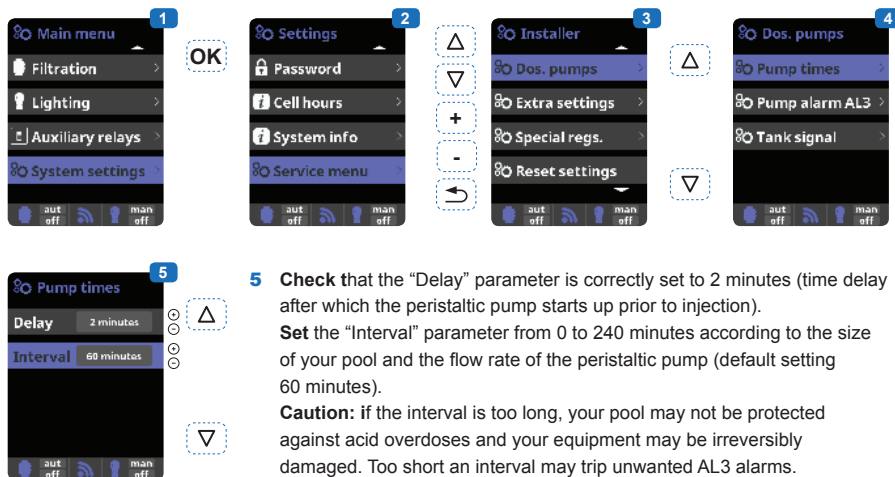 1
Main menu
Filtration
Lighting
Auxiliary relays
System settings
aut off man off
OK
2
Settings
Password
Cell hours
System info
Service menu
aut off man off
+
-
3
Installer
Dos. pumps
Extra settings
Special regs.
Reset settings
aut off man off
4
Dos. pumps
Pump times
Pump alarm AL3
Tank signal
aut off man off
5
Pump times
Delay 2 minutes
Interval 60 minutes
aut off man off
5 Check that the “Delay” parameter is correctly set to 2 minutes (time delay
after which the peristaltic pump starts up prior to injection).
Set the “Interval” parameter from 0 to 240 minutes according to the size
of your pool and the flow rate of the peristaltic pump (default setting
60 minutes).
Caution: if the interval is too long, your pool may not be protected
against acid overdoses and your equipment may be irreversibly
damaged. Too short an interval may trip unwanted AL3 alarms.